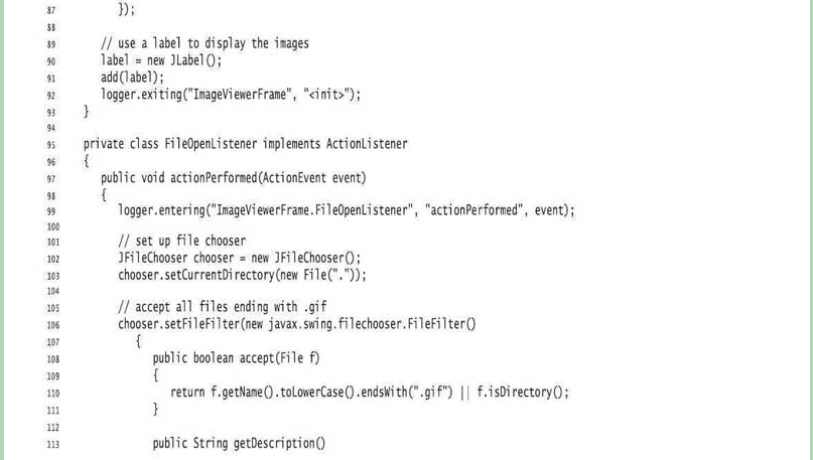 87 });
88
89 // use a label to display the images
90 label = new JLabel();
91 add(label);
92 logger.exiting("ImageViewerFrame", "<init>");
93 }
94
95 private class FileOpenListener implements ActionListener
96 {
97 public void actionPerformed(ActionEvent event)
98 {
99 logger.entering("ImageViewerFrame.FileOpenListener", "actionPerformed", event);
100
101 // set up file chooser
102 JFileChooser chooser = new JFileChooser();
103 chooser.setCurrentDirectory(new File("."));
104
105 // accept all files ending with .gif
106 chooser.setFileFilter(new javax.swing.filechooser.FileFilter()
107 {
108 public boolean accept(File f)
109 {
110 return f.getName().toLowerCase().endsWith(".gif") || f.isDirectory();
111 }
112
113 public String getDescription()